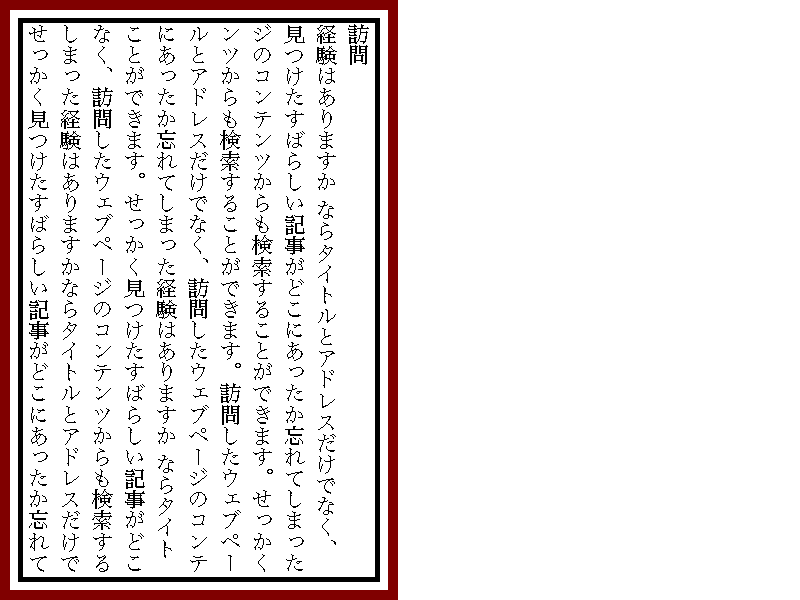 訪問
経験はありますか ならタイトルとアドレスだけでなく、
見つけたすばらしい記事がどこにあったか忘れてしまった
ジのコンテンツからも検索することができます。せっかく
ンツからも検索することができます。訪問したウェブペー
ルとアドレスだけでなく、訪問したウェブページのコンテ
にあったか忘れてしまった経験はありますか ならタイト
ことができます。せっかく見つけたすばらしい記事がどこ
なく、訪問したウェブページのコンテンツからも検索する
しまった経験はありますかならタイトルとアドレスだけで
せっかく見つけたすばらしい記事がどこにあったか忘れて